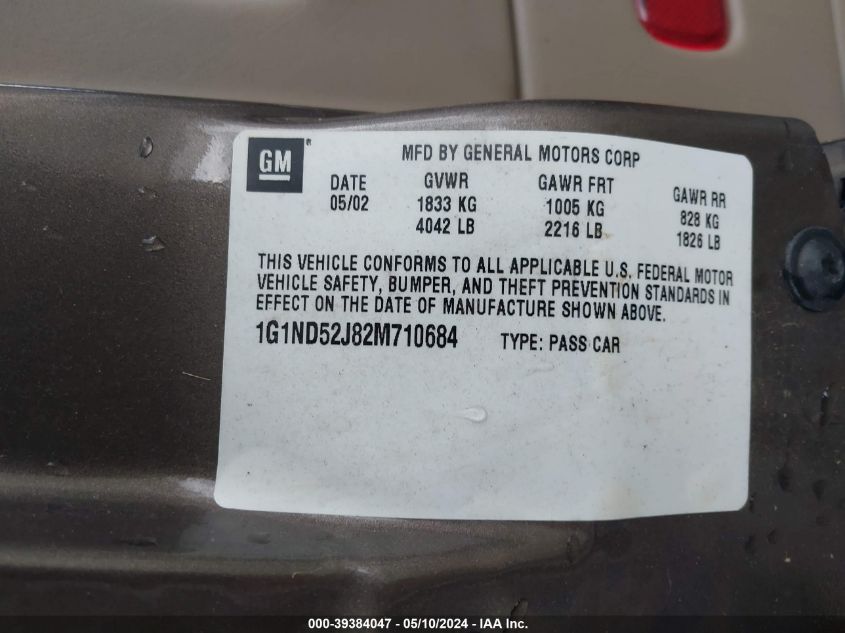 GM®
MFD BY GENERAL MOTORS CORP
DATE GVWR GAWR FRT GAWR RR
05/02 1833 KG 1005 KG 828 KG
4042 LB 2216 LB 1826 LB
THIS VEHICLE CONFORMS TO ALL APPLICABLE U.S. FEDERAL MOTOR
VEHICLE SAFETY, BUMPER, AND THEFT PREVENTION STANDARDS IN
EFFECT ON THE DATE OF MANUFACTURE SHOWN ABOVE.
1G1ND52J82M710684 TYPE: PASS CAR
000-39384047 - 05/10/2024 - IAA Inc.